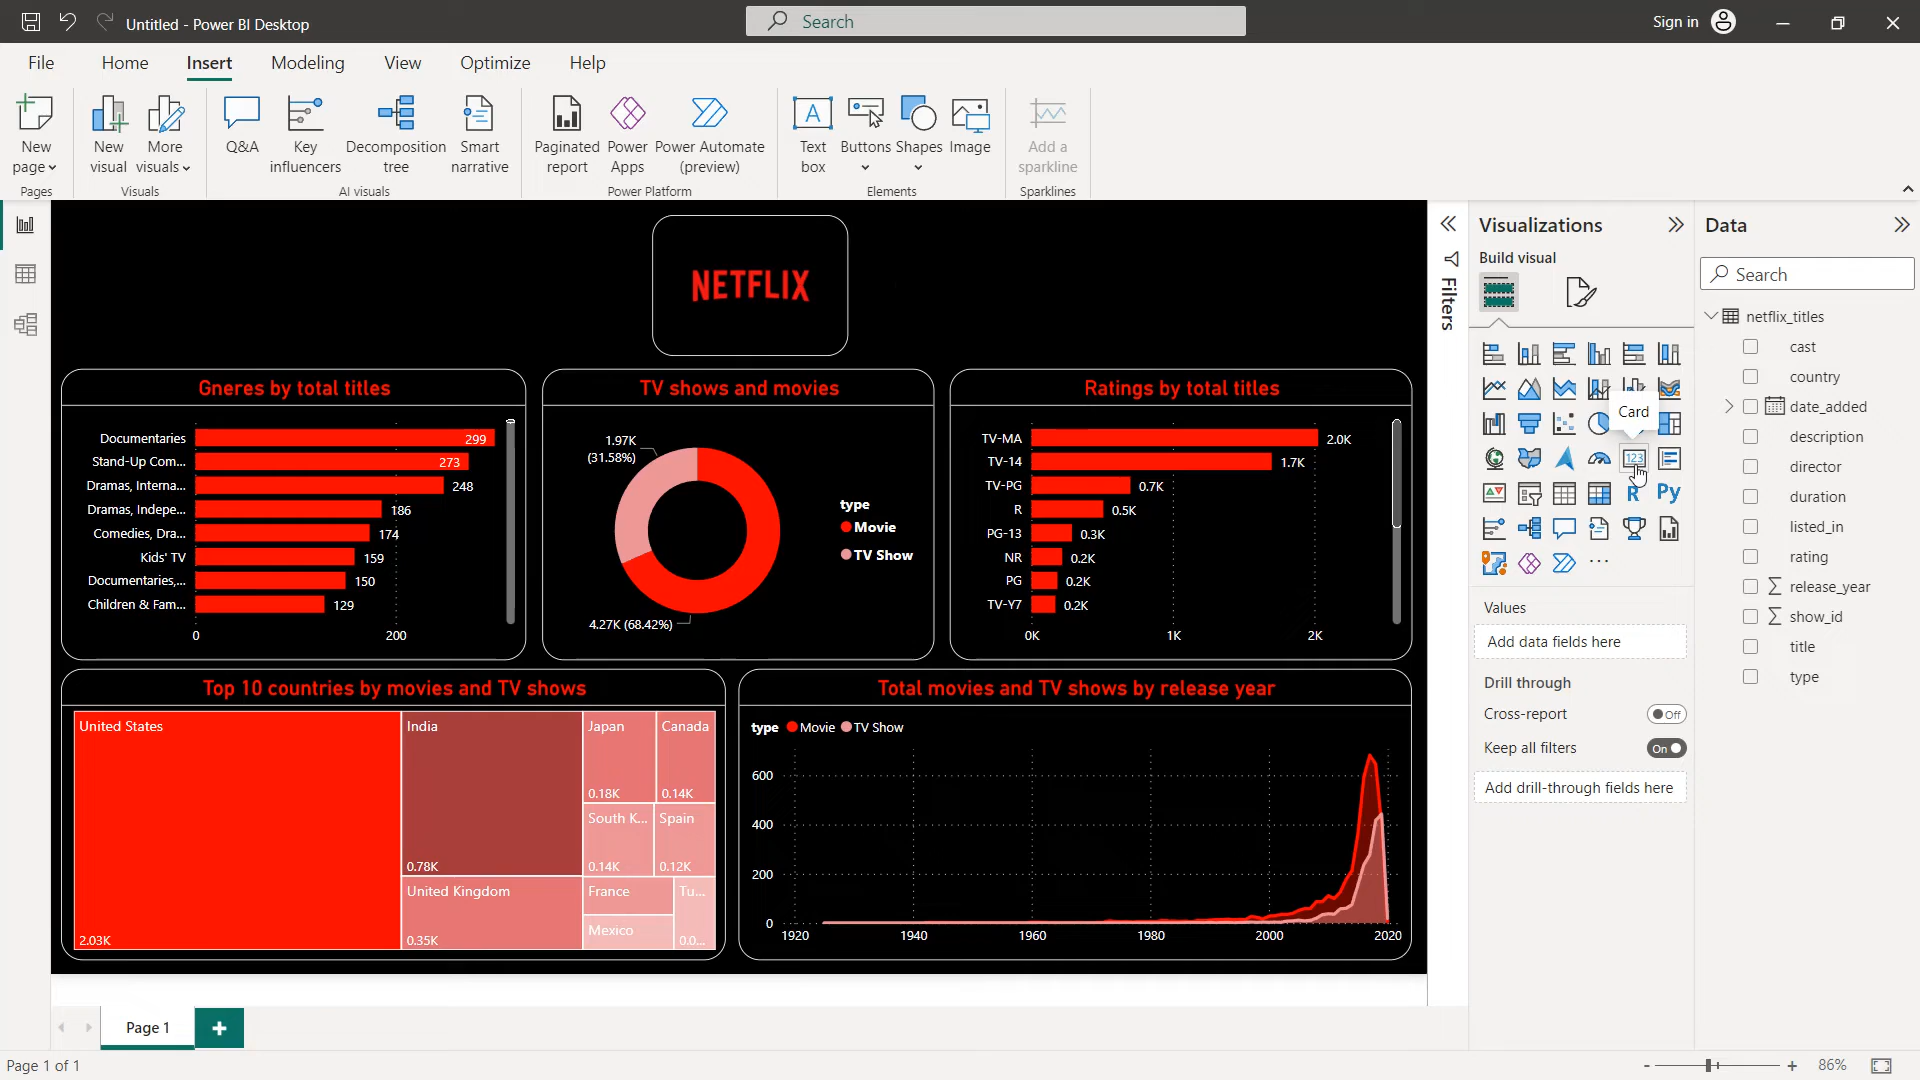 Untitled - Power BI Desktop
Search
Sign in
File Home Insert Modeling View Optimize Help
New page
New visual
More visuals
Q&A
Key influencers
Decomposition tree
Smart narrative
Paginated report
Power Apps
Power Automate (preview)
Text box
Buttons
Shapes
Image
Add a sparkline
Pages
Visuals
AI visuals
Power Platform
Elements
Sparklines
NETFLIX
Gneres by total titles
Documentaries 299
Stand-Up Com... 273
Dramas, Interna... 248
Dramas, Indepe... 186
Comedies, Dra... 174
Kids' TV 159
Documentaries,... 150
Children & Fam... 129
0 200
TV shows and movies
1.97K
(31.58%)
4.27K (68.42%)
type
Movie
TV Show
Ratings by total titles
TV-MA 2.0K
TV-14 1.7K
TV-PG 0.7K
R 0.5K
PG-13 0.3K
NR 0.2K
PG 0.2K
TV-Y7 0.2K
0K 1K 2K
Top 10 countries by movies and TV shows
United States
2.03K
India
0.78K
United Kingdom
0.35K
Japan
0.18K
Canada
0.14K
South K...
0.14K
Spain
0.12K
France
Mexico
Tu...
0.0...
Total movies and TV shows by release year
type Movie TV Show
600
400
200
0
1920 1940 1960 1980 2000 2020
Filters
Visualizations
Build visual
Card
123
R
Py
Values
Add data fields here
Drill through
Cross-report Off
Keep all filters On
Add drill-through fields here
Data
Search
netflix_titles
cast
country
date_added
description
director
duration
listed_in
rating
release_year
show_id
title
type
Page 1
Page 1 of 1
- + 86%